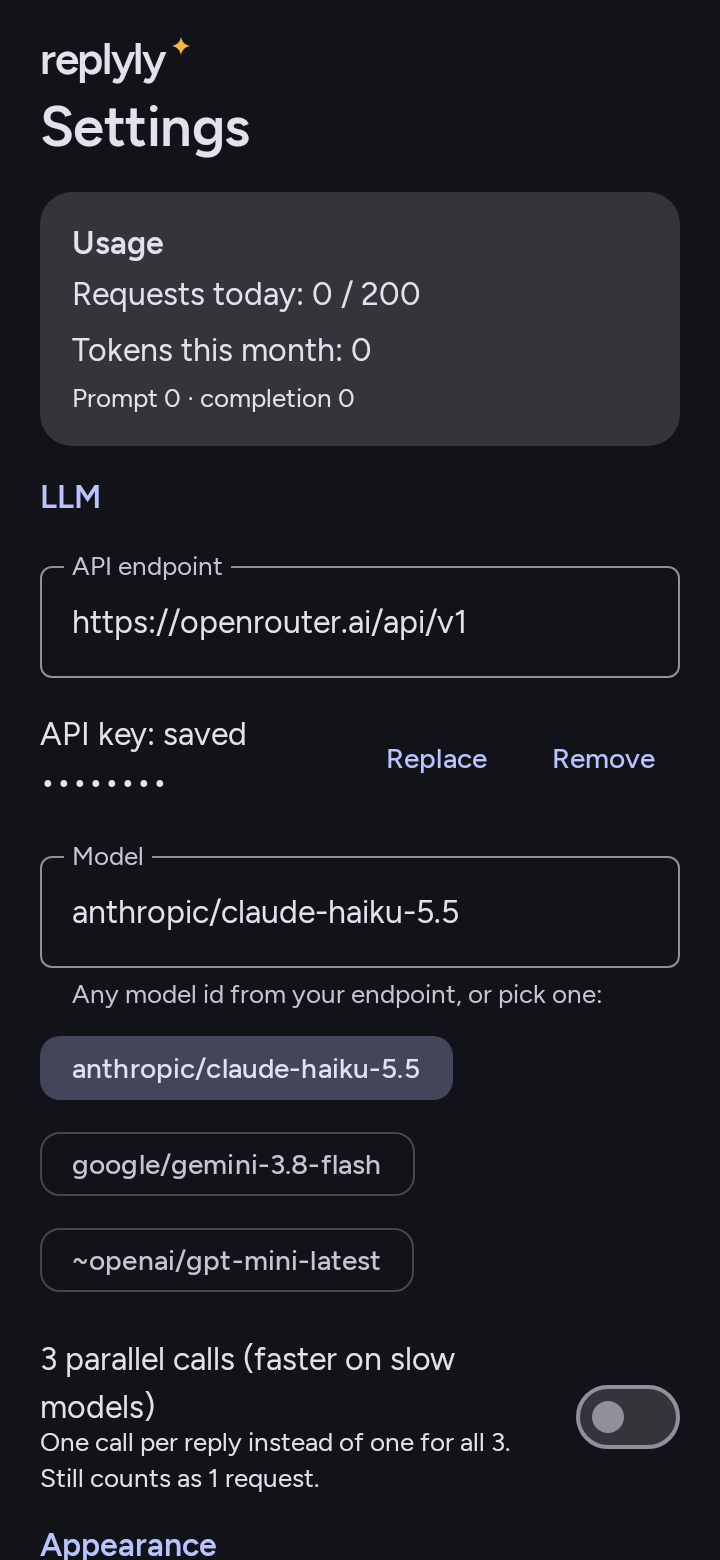 replyly
Settings
Usage
Requests today: 0 / 200
Tokens this month: 0
Prompt 0 · completion 0
LLM
API endpoint
https://openrouter.ai/api/v1
API key: saved
••••••••
Replace
Remove
Model
anthropic/claude-haiku-5.5
Any model id from your endpoint, or pick one:
anthropic/claude-haiku-5.5
google/gemini-3.8-flash
~openai/gpt-mini-latest
3 parallel calls (faster on slow
models)
One call per reply instead of one for all 3.
Still counts as 1 request.
Appearance